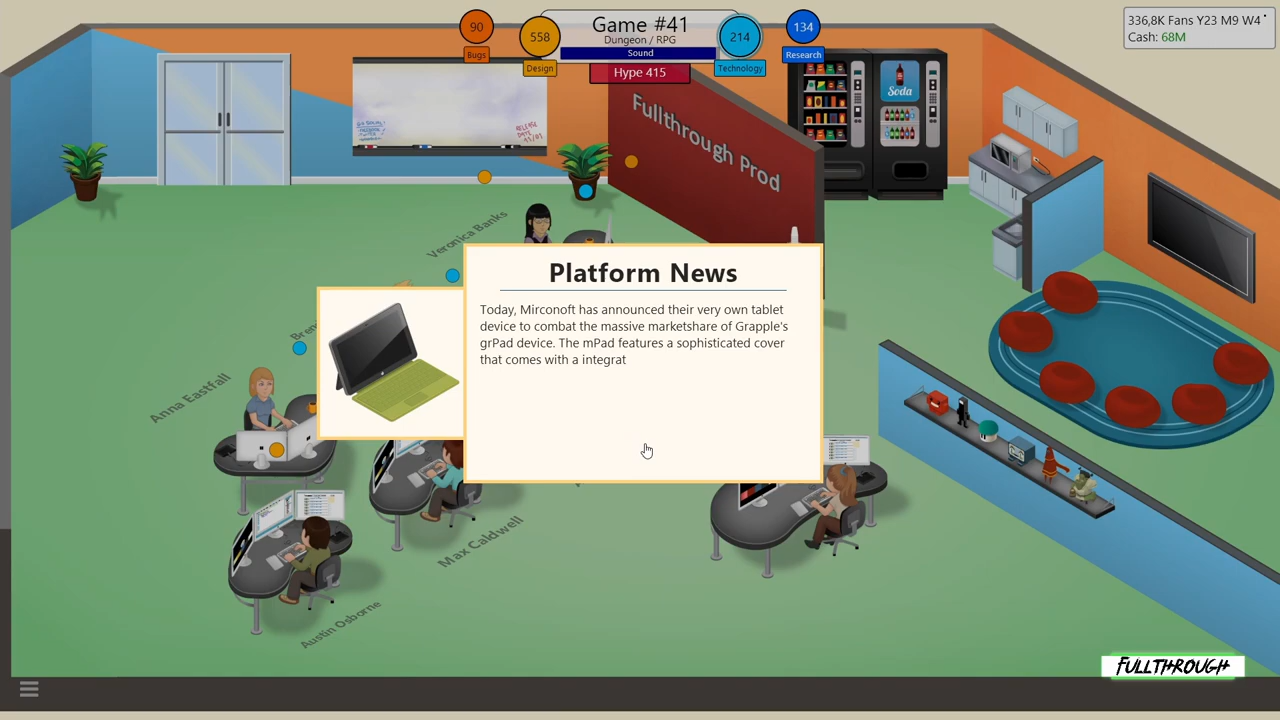 90
Bugs
558
Design
Game #41
Dungeon / RPG
Sound
Hype 415
214
Technology
134
Research
336,8K Fans Y23 M9 W4
Cash: 68M
RELEASE
DATE
Soda
Fullthrough Prod
Veronica Banks
Platform News
Today, Mirconoft has announced their very own tablet
device to combat the massive marketshare of Grapple's
grPad device. The mPad features a sophisticated cover
that comes with a integrat
Anna Eastfall
Max Caldwell
Austin Osborne
FULLTHROUGH